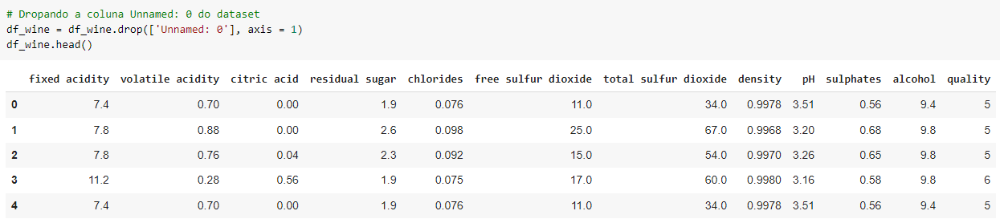 # Dropando a coluna Unnamed: 0 do dataset
df_wine = df_wine.drop(['Unnamed: 0'], axis = 1)
df_wine.head()
fixed acidity volatile acidity citric acid residual sugar chlorides free sulfur dioxide total sulfur dioxide density pH sulphates alcohol quality
0 7.4 0.70 0.00 1.9 0.076 11.0 34.0 0.9978 3.51 0.56 9.4 5
1 7.8 0.88 0.00 2.6 0.098 25.0 67.0 0.9968 3.20 0.68 9.8 5
2 7.8 0.76 0.04 2.3 0.092 15.0 54.0 0.9970 3.26 0.65 9.8 5
3 11.2 0.28 0.56 1.9 0.075 17.0 60.0 0.9980 3.16 0.58 9.8 6
4 7.4 0.70 0.00 1.9 0.076 11.0 34.0 0.9978 3.51 0.56 9.4 5